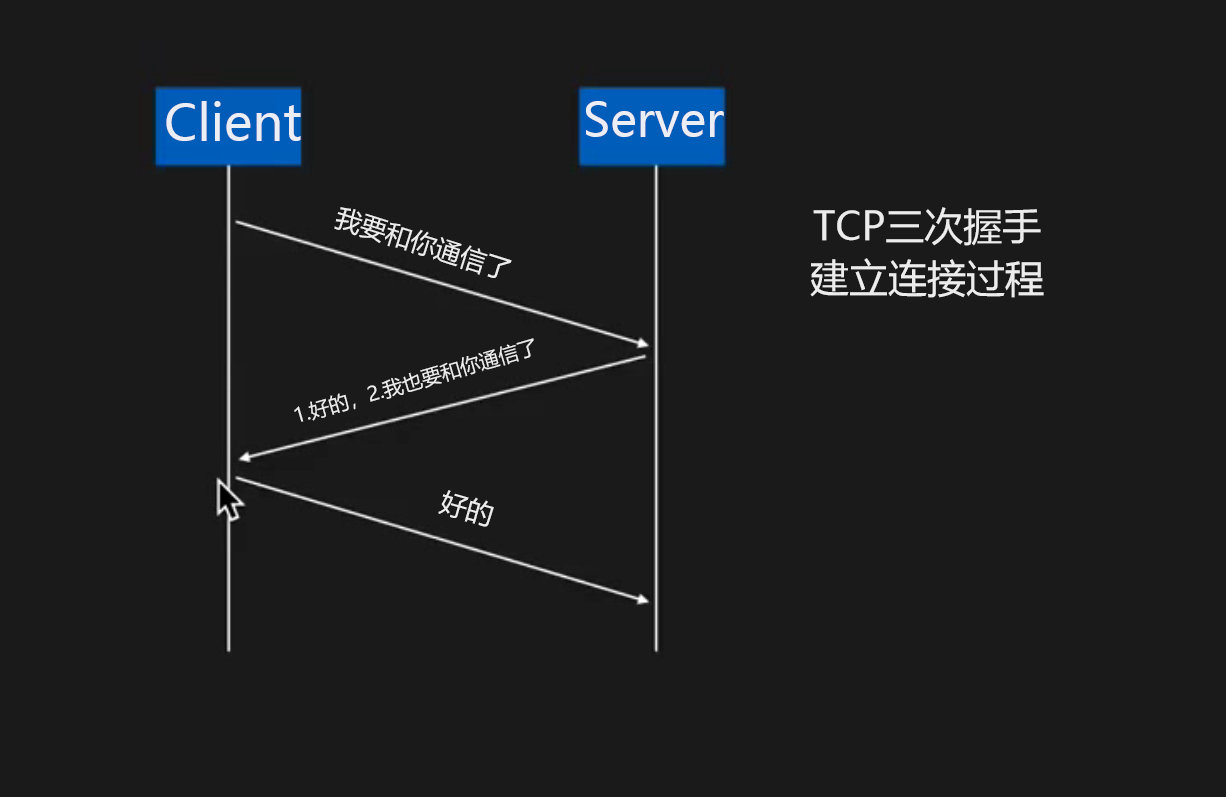 Client
Server
TCP三次握手
建立连接过程
我要和你通信了
1.好的，2.我也要和你通信了
好的